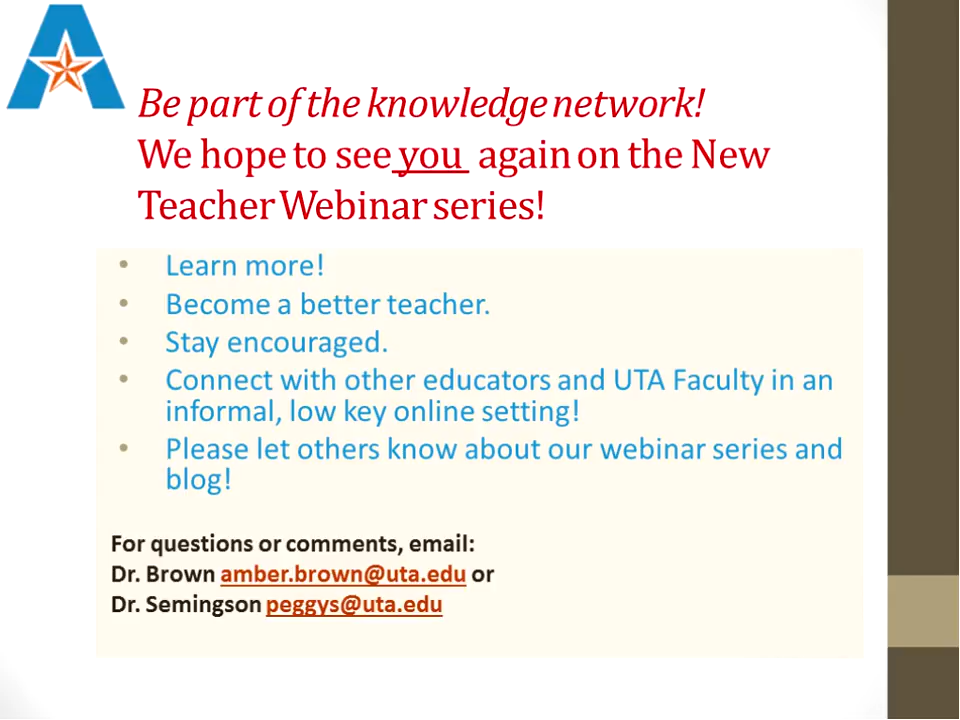 Be part of the knowledge network!
We hope to see you again on the New
Teacher Webinar series!
• Learn more!
• Become a better teacher.
• Stay encouraged.
• Connect with other educators and UTA Faculty in an
informal, low key online setting!
• Please let others know about our webinar series and
blog!
For questions or comments, email:
Dr. Brown amber.brown@uta.edu or
Dr. Semingson peggys@uta.edu